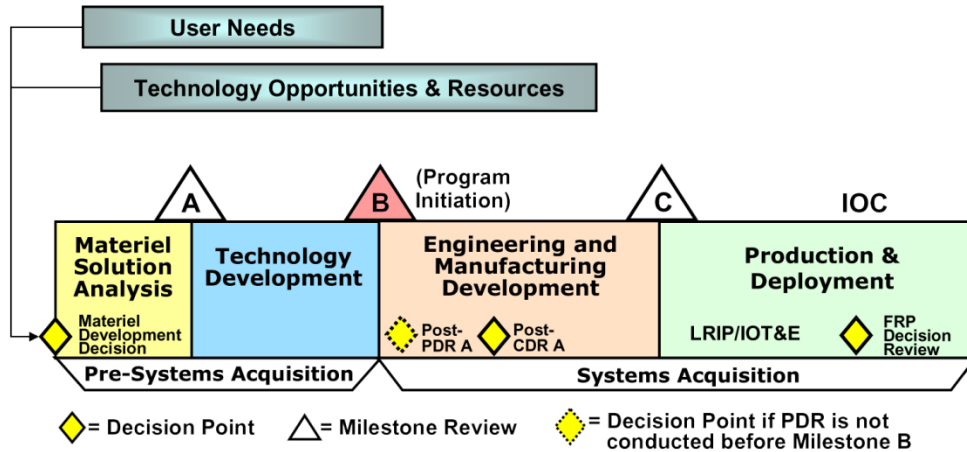 User Needs
Technology Opportunities & Resources
A
B
(Program
Initiation)
C
IOC
Materiel
Solution
Analysis
Technology
Development
Engineering and
Manufacturing
Development
Production &
Deployment
Materiel
Development
Decision
Post-
PDR A
Post-
CDR A
LRIP/IOT&E
FRP
Decision
Review
Pre-Systems Acquisition
Systems Acquisition
= Decision Point
= Milestone Review
= Decision Point if PDR is not
conducted before Milestone B